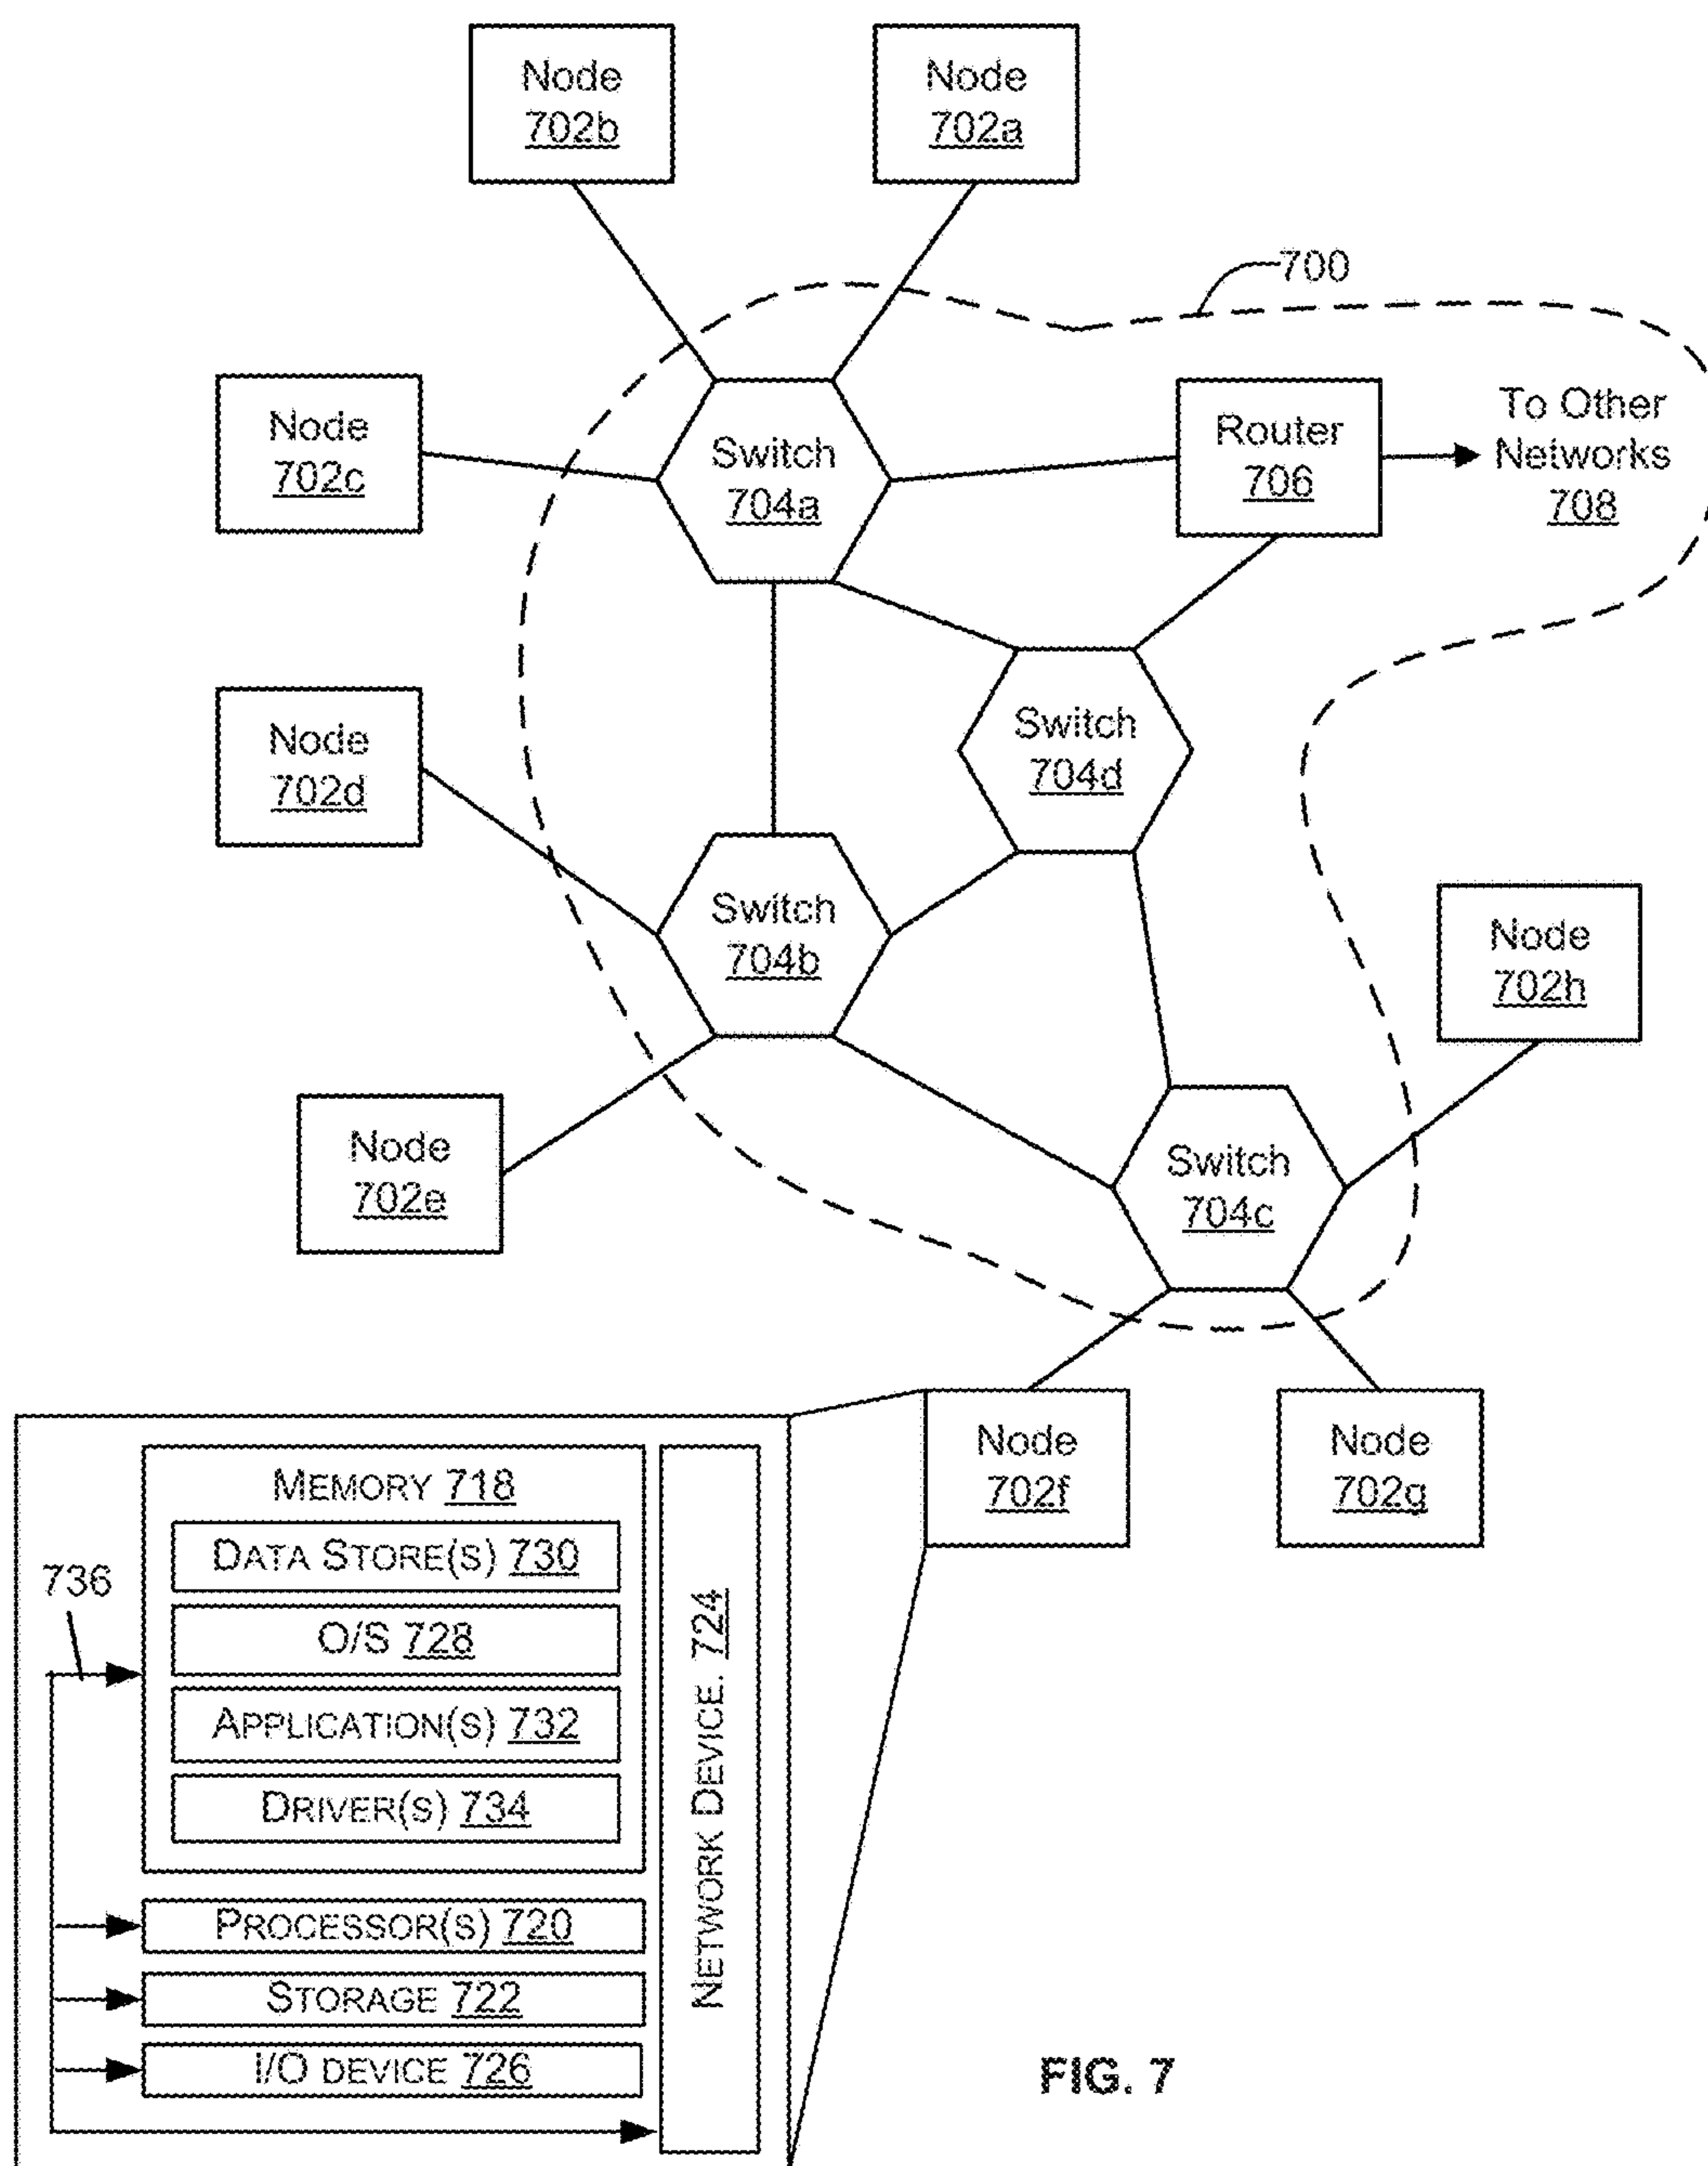 Node
702b
Node
702a
700
Node
702c
Switch
704a
Router
706
To Other
Networks
708
Node
702d
Switch
704d
Switch
704b
Node
702h
Node
702e
Switch
704c
Node
702f
Node
702g
MEMORY 718
DATA STORE(S) 730
736
O/S 728
APPLICATION(S) 732
DRIVER(S) 734
NETWORK DEVICE. 724
PROCESSOR(S) 720
STORAGE 722
I/O DEVICE 726
FIG. 7